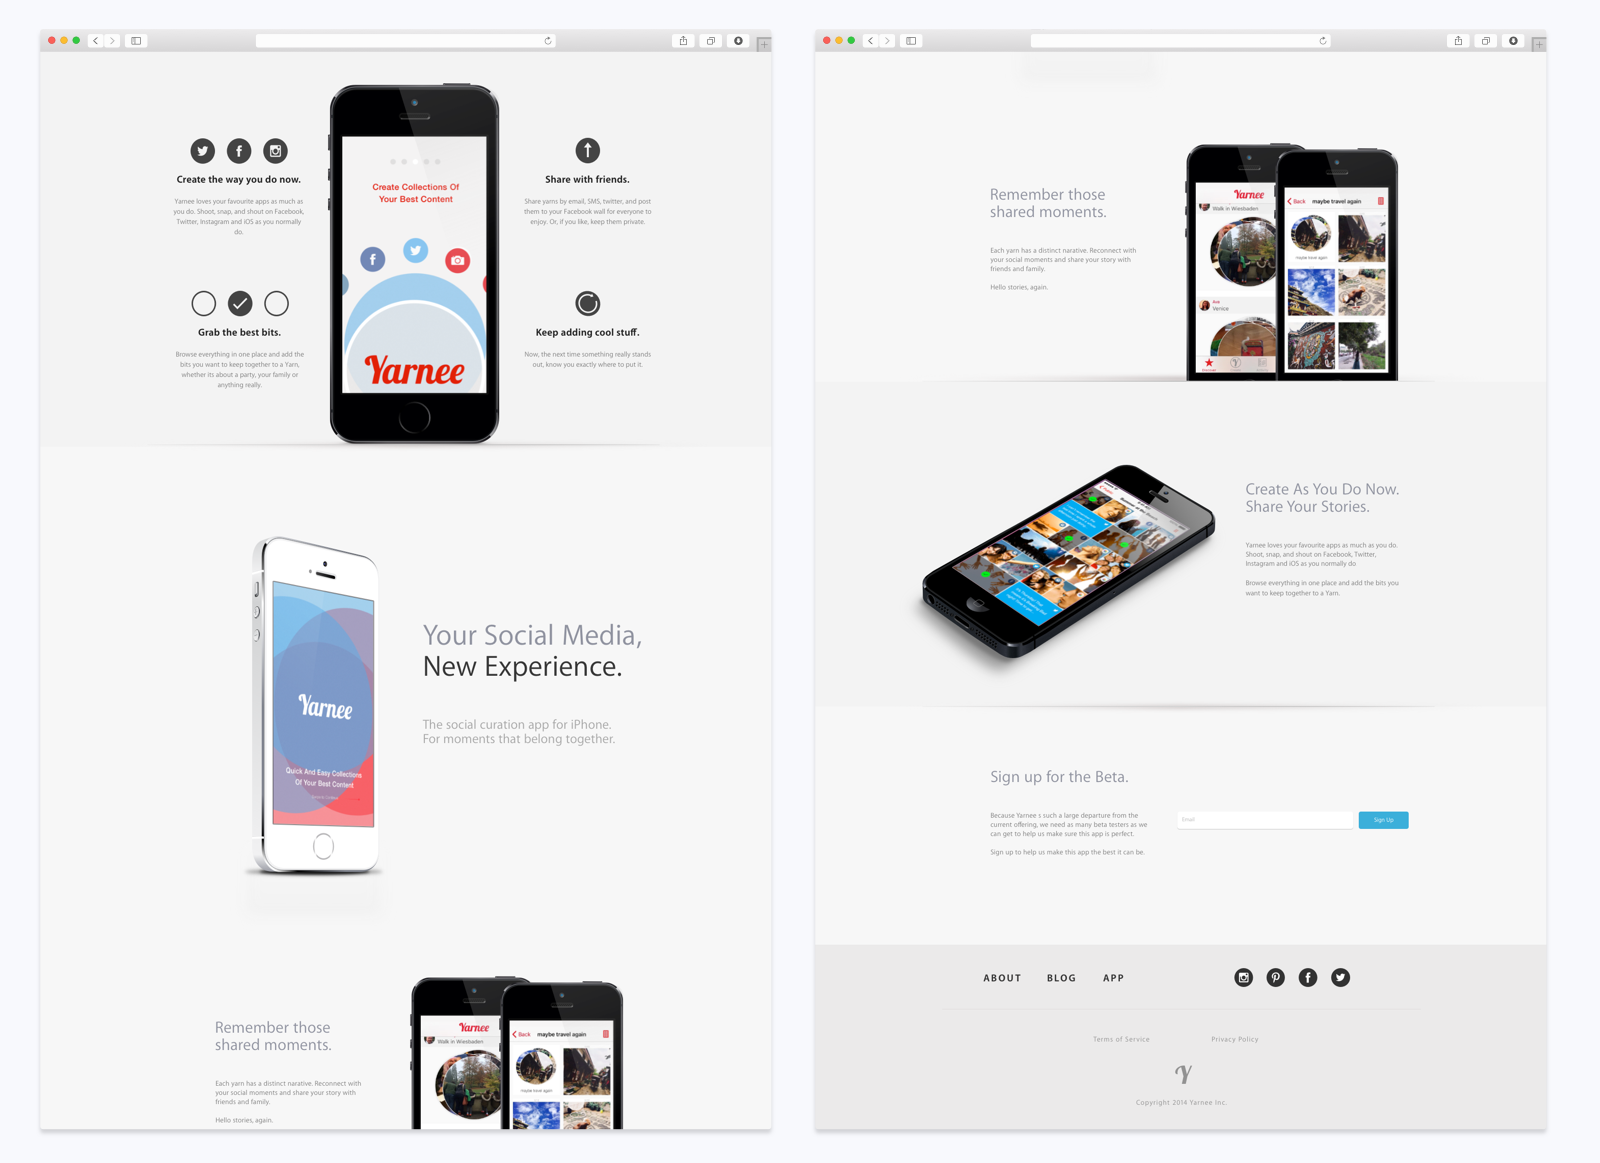 Create the way you do now.
Yarnee loves your favourite apps as much as
you do. Shoot, snap, and shout on Facebook,
Twitter, Instagram and iOS as you normally
do.
Grab the best bits.
Browse everything in one place and add the
bits you want to keep together to a Yarn,
whether its about a party, your family or
anything really.
Create Collections Of
Your Best Content
Yarnee
Share with friends.
Share yarns by email, SMS, twitter, and post
them to your Facebook wall for everyone to
enjoy. Or, if you like, keep them private.
Keep adding cool stuff.
Now, the next time something really stands
out, know you exactly where to put it.
Yarnee
Quick And Easy Collections
Of Your Best Content
Your Social Media,
New Experience.
The social curation app for iPhone.
For moments that belong together.
Remember those
shared moments.
Each yarn has a distinct narative. Reconnect with
your social moments and share your story with
friends and family.
Hello stories, again.
Yarnee
Walk in Wiesbaden
Back
maybe travel again
maybe travel again
Remember those
shared moments.
Each yarn has a distinct narative. Reconnect with
your social moments and share your story with
friends and family.
Hello stories, again.
Yarnee
Walk in Wiesbaden
Venice
Back
maybe travel again
maybe travel again
Create As You Do Now.
Share Your Stories.
Yarnee loves your favourite apps as much as you do.
Shoot, snap, and shout on Facebook, Twitter,
Instagram and iOS as you normally do
Browse everything in one place and add the bits you
want to keep together to a Yarn.
Sign up for the Beta.
Because Yarnee s such a large departure from the
current offering, we need as many beta testers as we
can get to help us make sure this app is perfect.
Sign up to help us make this app the best it can be.
Email
Sign Up
ABOUT BLOG APP
Terms of Service
Privacy Policy
Y
Copyright 2014 Yarnee Inc.